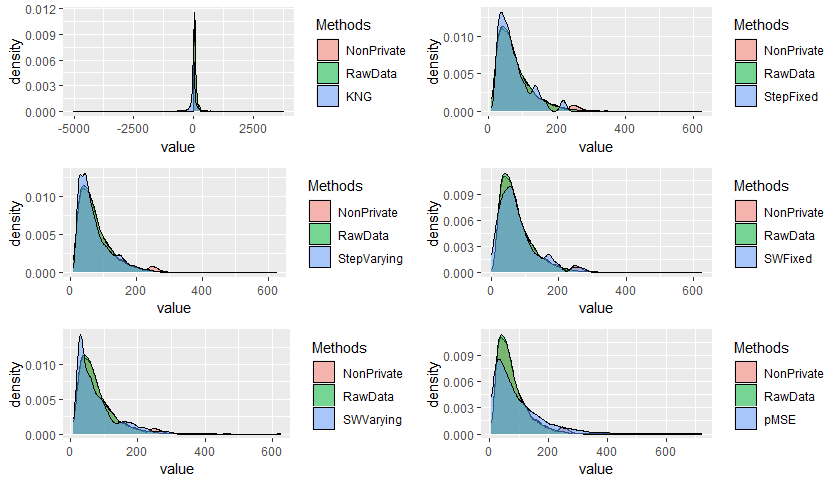 0.012
0.009
0.006
0.003
0.000
density
-5000
-2500
0
2500
value
Methods
NonPrivate
RawData
KNG
0.010
0.005
0.000
density
0
200
400
600
value
Methods
NonPrivate
RawData
StepFixed
0.010
0.005
0.000
density
0
200
400
600
value
Methods
NonPrivate
RawData
StepVarying
0.009
0.006
0.003
0.000
density
0
200
400
600
value
Methods
NonPrivate
RawData
SWFixed
0.010
0.005
0.000
density
0
200
400
600
value
Methods
NonPrivate
RawData
SWVarying
0.009
0.006
0.003
0.000
density
0
200
400
600
value
Methods
NonPrivate
RawData
pMSE